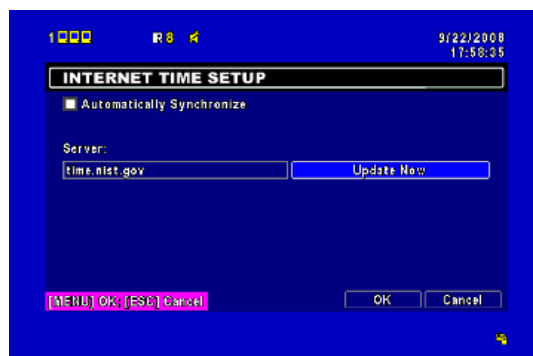 1 R8 9/22/2008
17:58:35
INTERNET TIME SETUP
Automatically Synchronize
Server:
time.nist.gov Update Now
[MENU] OK; [ESC] Cancel OK Cancel